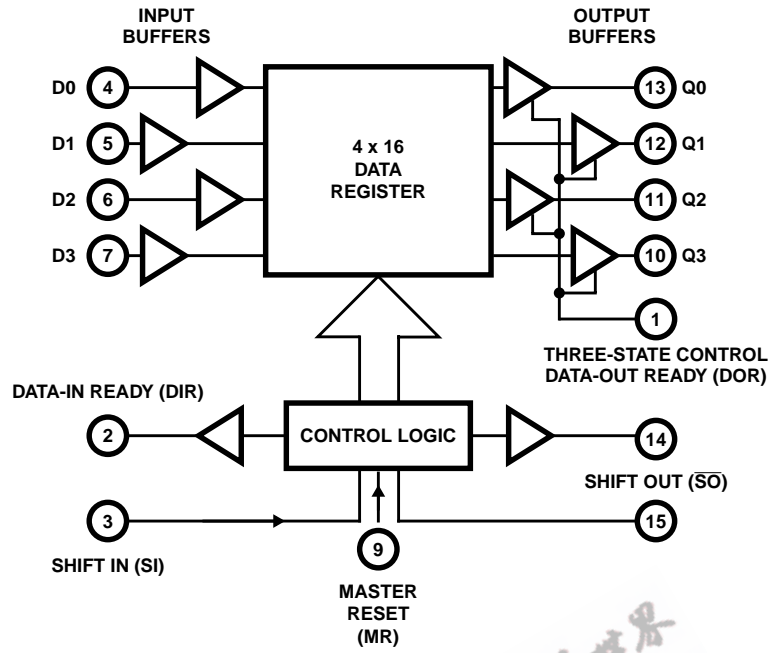 INPUT
BUFFERS
OUTPUT
BUFFERS
D0 4
13 Q0
D1 5
12 Q1
D2 6
11 Q2
D3 7
10 Q3
4 x 16
DATA
REGISTER
1
THREE-STATE CONTROL
DATA-OUT READY (DOR)
DATA-IN READY (DIR)
2
CONTROL LOGIC
14
SHIFT OUT (S̅O̅)
3
15
SHIFT IN (SI)
9
MASTER
RESET
(MR)